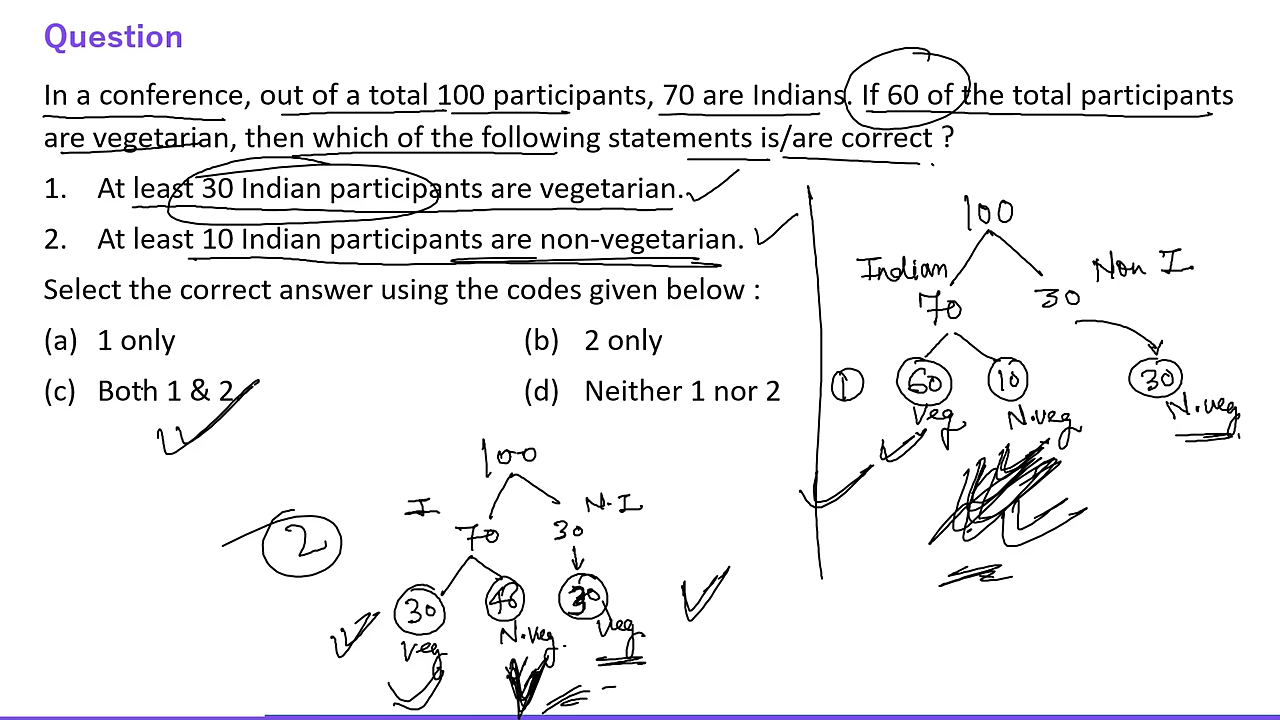 Question
In a conference, out of a total 100 participants, 70 are Indians. If 60 of the total participants
are vegetarian, then which of the following statements is/are correct ?
1. At least 30 Indian participants are vegetarian.
2. At least 10 Indian participants are non-vegetarian.
Select the correct answer using the codes given below :
(a) 1 only
(b) 2 only
(c) Both 1 & 2
(d) Neither 1 nor 2
100
Indian Non I
70 30
1 60 10 30
Veg N.veg N.veg
100
I N.I
2 70 30
30 40 30
Veg N.veg. Veg